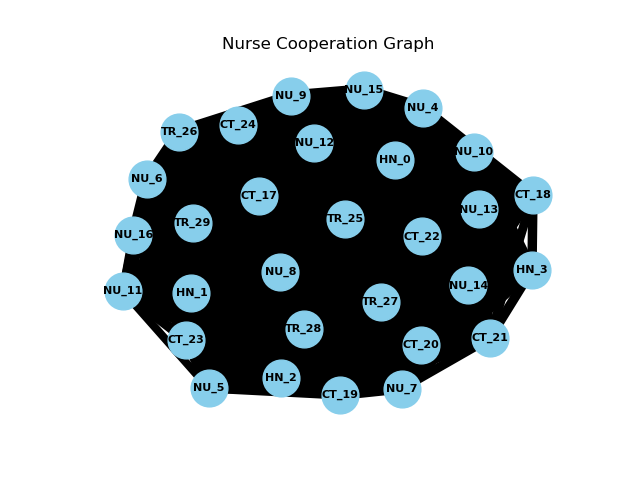 Nurse Cooperation Graph
NU_15
NU_9
NU_4
CT_24
TR_26
NU_12
NU_10
HN_0
NU_6
CT_18
CT_17
NU_13
TR_25
TR_29
NU_16
CT_22
HN_3
NU_8
NU_14
NU_11
HN_1
TR_27
TR_28
CT_21
CT_23
CT_20
HN_2
NU_5
NU_7
CT_19